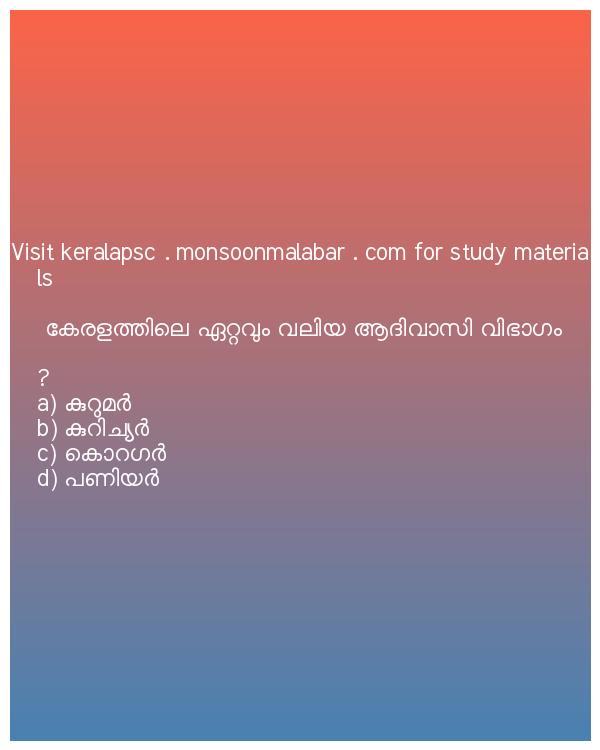 Visit keralapsc . monsoonmalabar . com for study materia
ls
കേരളത്തിലെ ഏറ്റവും വലിയ ആദിവാസി വിഭാഗം
?
a) കുറുമർ
b) കുറിച്യർ
c) കൊറഗർ
d) പണിയർ